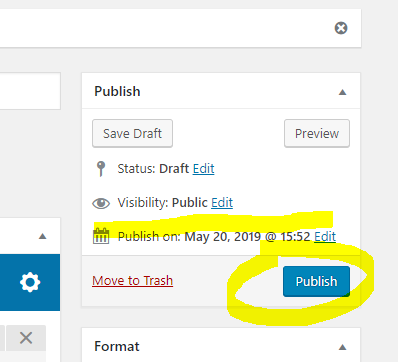 Publish
Save Draft Preview
Status: Draft Edit
Visibility: Public Edit
Publish on: May 20, 2019 @ 15:52 Edit
Move to Trash Publish
Format